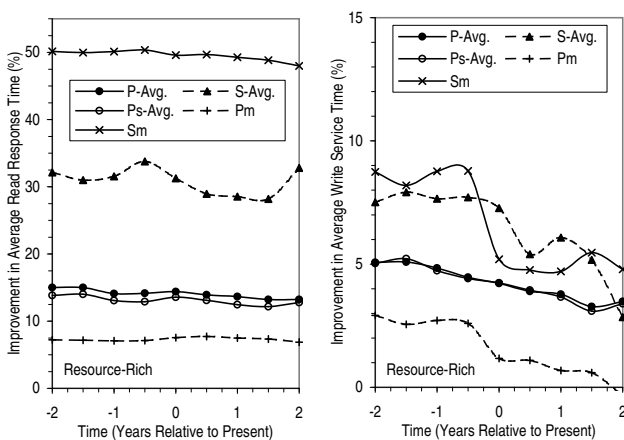 Improvement in Average Read Response Time (%)
50
40
30
20
10
0
P-Avg. S-Avg.
Ps-Avg. Pm
Sm
Resource-Rich
-2 -1 0 1 2
Time (Years Relative to Present)
Improvement in Average Write Service Time (%)
15
10
5
0
P-Avg. S-Avg.
Ps-Avg. Pm
Sm
Resource-Rich
-2 -1 0 1 2
Time (Years Relative to Present)